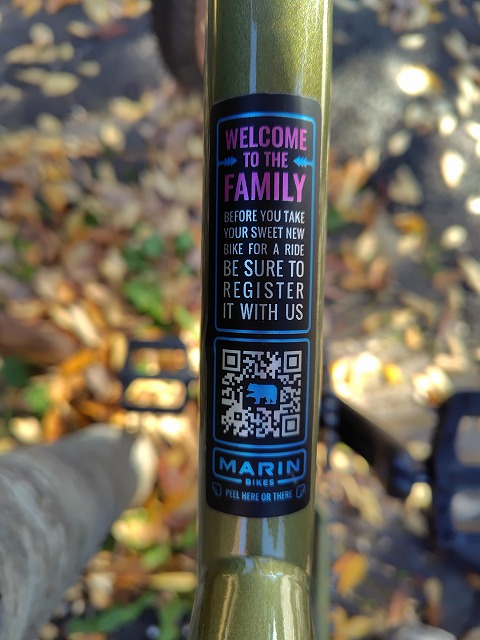 WELCOME
TO THE
FAMILY
BEFORE YOU TAKE
YOUR SWEET NEW
BIKE FOR A RIDE
BE SURE TO
REGISTER
IT WITH US
MARIN
BIKES
PEEL HERE OR THERE